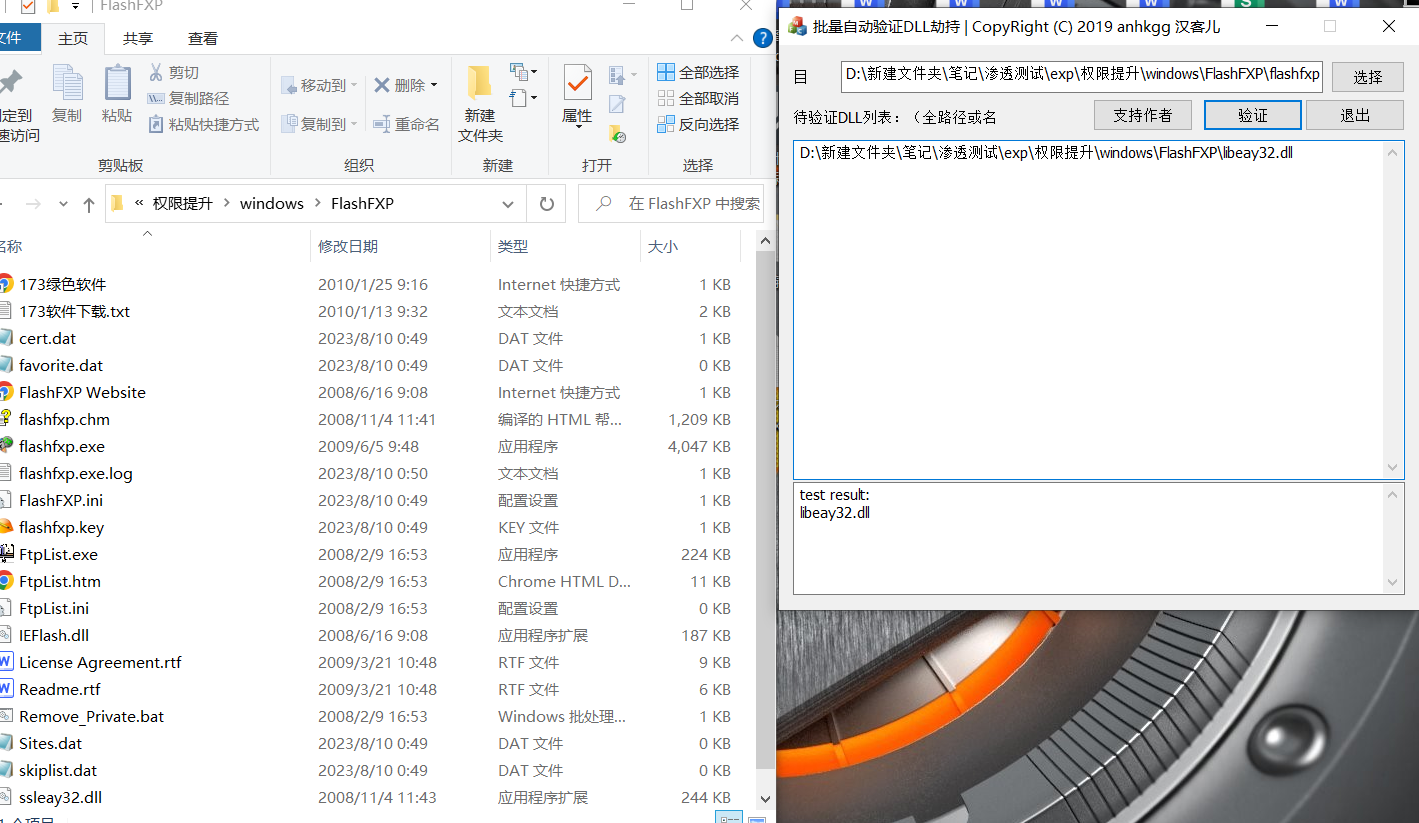 FlashFXP
文件
主页
共享
查看
剪切
复制路径
粘贴快捷方式
复制
粘贴
固定到
快速访问
剪贴板
移动到
复制到
删除
重命名
组织
新建
文件夹
新建
属性
打开
全部选择
全部取消
反向选择
选择
« 权限提升 > windows > FlashFXP
在 FlashFXP 中搜索
名称 修改日期 类型 大小
173绿色软件 2010/1/25 9:16 Internet 快捷方式 1 KB
173软件下载.txt 2010/1/13 9:32 文本文档 2 KB
cert.dat 2023/8/10 0:49 DAT 文件 1 KB
favorite.dat 2023/8/10 0:49 DAT 文件 0 KB
FlashFXP Website 2008/6/16 9:08 Internet 快捷方式 1 KB
flashfxp.chm 2008/11/4 11:41 编译的 HTML 帮... 1,209 KB
flashfxp.exe 2009/6/5 9:48 应用程序 4,047 KB
flashfxp.exe.log 2023/8/10 0:50 文本文档 1 KB
FlashFXP.ini 2023/8/10 0:49 配置设置 1 KB
flashfxp.key 2023/8/10 0:49 KEY 文件 1 KB
FtpList.exe 2008/2/9 16:53 应用程序 224 KB
FtpList.htm 2008/2/9 16:53 Chrome HTML D... 11 KB
FtpList.ini 2008/2/9 16:53 配置设置 0 KB
IEFlash.dll 2008/6/16 9:08 应用程序扩展 187 KB
License Agreement.rtf 2009/3/21 10:48 RTF 文件 9 KB
Readme.rtf 2009/3/21 10:48 RTF 文件 6 KB
Remove_Private.bat 2008/2/9 16:53 Windows 批处理... 1 KB
Sites.dat 2023/8/10 0:49 DAT 文件 0 KB
skiplist.dat 2023/8/10 0:49 DAT 文件 0 KB
ssleay32.dll 2008/11/4 11:43 应用程序扩展 244 KB
批量自动验证DLL劫持 | CopyRight (C) 2019 anhkgg 汉客儿
目 D:\新建文件夹\笔记\渗透测试\exp\权限提升\windows\FlashFXP\flashfxp 选择
待验证DLL列表：（全路径或名 支持作者 验证 退出
D:\新建文件夹\笔记\渗透测试\exp\权限提升\windows\FlashFXP\libeay32.dll
test result:
libeay32.dll